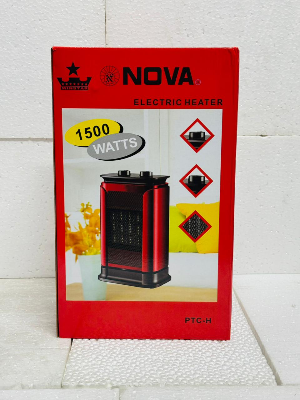 NOVA
ELECTRIC HEATER
1500
WATTS
PTC-H